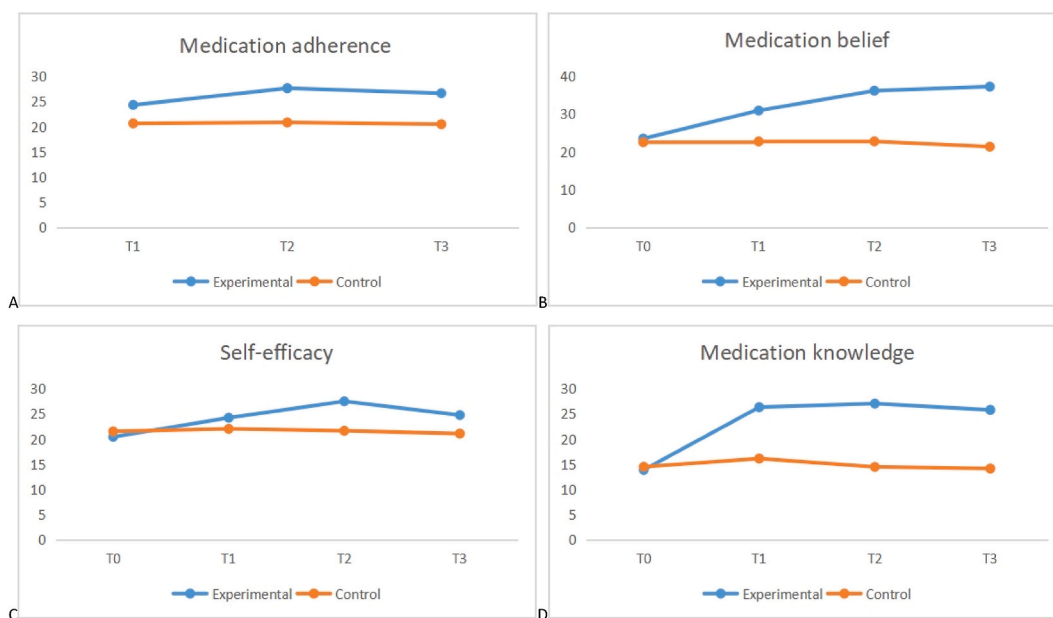 Medication adherence
30
25
20
15
10
5
0
T1 T2 T3
Experimental Control
A
Medication belief
40
30
20
10
0
T0 T1 T2 T3
Experimental Control
B
Self-efficacy
30
25
20
15
10
5
0
T0 T1 T2 T3
Experimental Control
C
Medication knowledge
30
25
20
15
10
5
0
T0 T1 T2 T3
Experimental Control
D